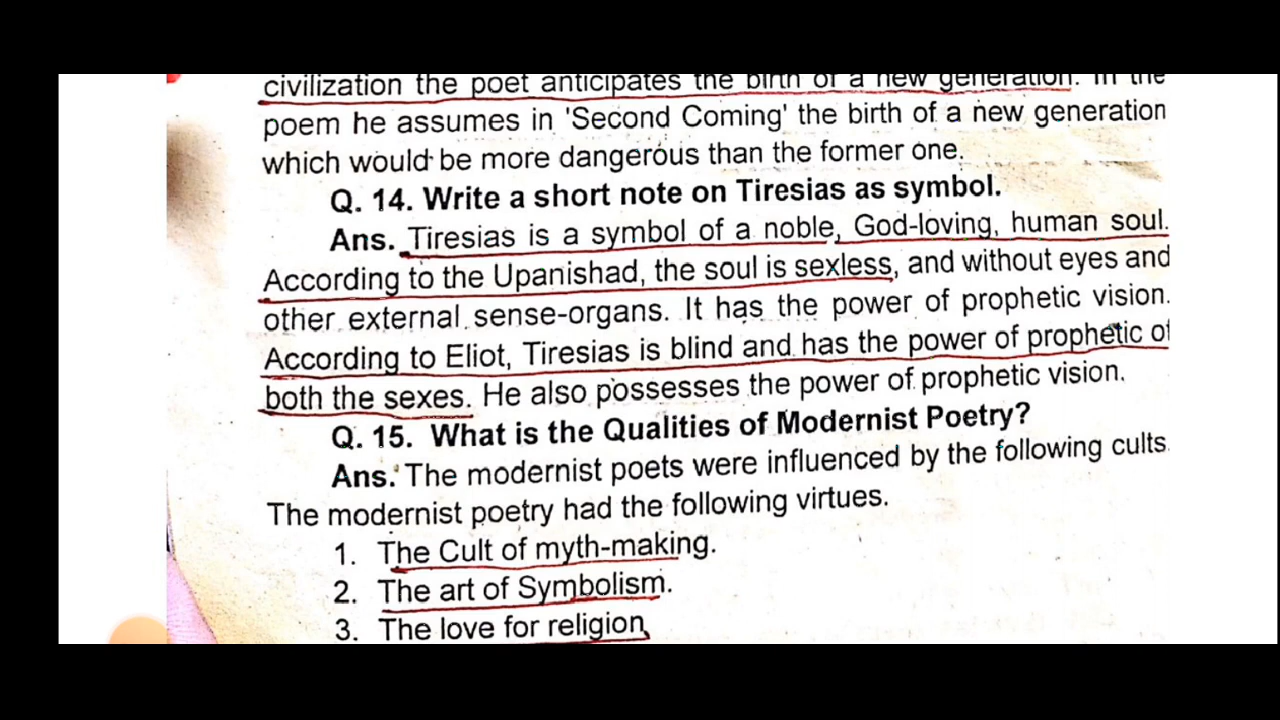 civilization the poet anticipates the birth of a new generation. In the
poem he assumes in 'Second Coming' the birth of a new generation
which would be more dangerous than the former one.
Q. 14. Write a short note on Tiresias as symbol.
Ans. Tiresias is a symbol of a noble, God-loving, human soul.
According to the Upanishad, the soul is sexless, and without eyes and
other external sense-organs. It has the power of prophetic vision.
According to Eliot, Tiresias is blind and has the power of prophetic of
both the sexes. He also possesses the power of prophetic vision.
Q. 15. What is the Qualities of Modernist Poetry?
Ans. The modernist poets were influenced by the following cults.
The modernist poetry had the following virtues.
1. The Cult of myth-making.
2. The art of Symbolism.
3. The love for religion